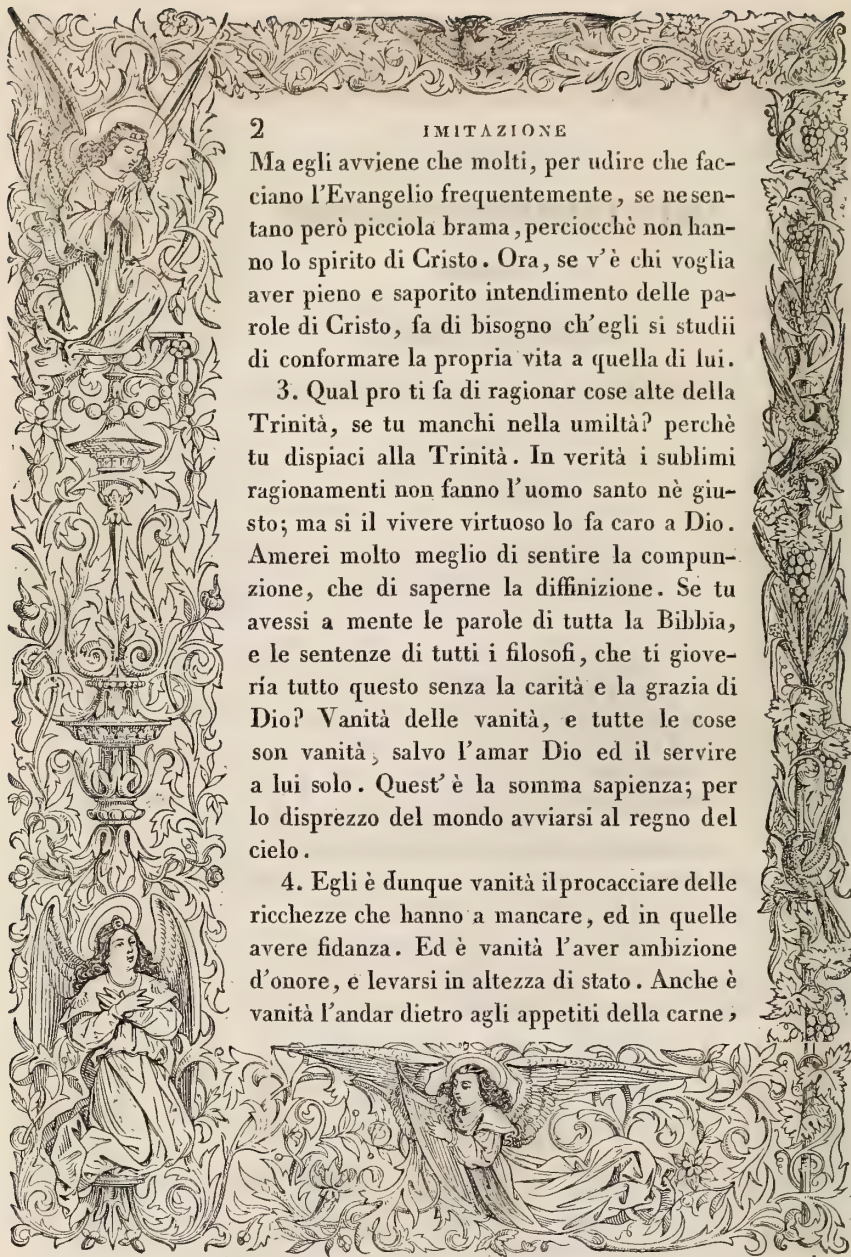 2 IMITAZIONE
Ma egli avviene che molti, per udire che fac-
ciano l'Evangelio frequentemente, se ne sen-
tano però picciola brama, perciocchè non han-
no lo spirito di Cristo. Ora, se v'è chi voglia
aver pieno e saporito intendimento delle pa-
role di Cristo, fa di bisogno ch'egli si studii
di conformare la propria vita a quella di lui.
3. Qual pro ti fa di ragionar cose alte della
Trinità, se tu manchi nella umiltà? perchè
tu dispiaci alla Trinità. In verità i sublimi
ragionamenti non fanno l'uomo santo nè giu-
sto; ma si il vivere virtuoso lo fa caro a Dio.
Amerei molto meglio di sentire la compun-
zione, che di saperne la diffinizione. Se tu
avessi a mente le parole di tutta la Bibbia,
e le sentenze di tutti i filosofi, che ti giove-
ría tutto questo senza la carità e la grazia di
Dio? Vanità delle vanità, e tutte le cose
son vanità, salvo l'amar Dio ed il servire
a lui solo. Quest'è la somma sapienza; per
lo disprezzo del mondo avviarsi al regno del
cielo.
4. Egli è dunque vanità il procacciare delle
ricchezze che hanno a mancare, ed in quelle
avere fidanza. Ed è vanità l'aver ambizione
d'onore, e levarsi in altezza di stato. Anche è
vanità l'andar dietro agli appetiti della carne,